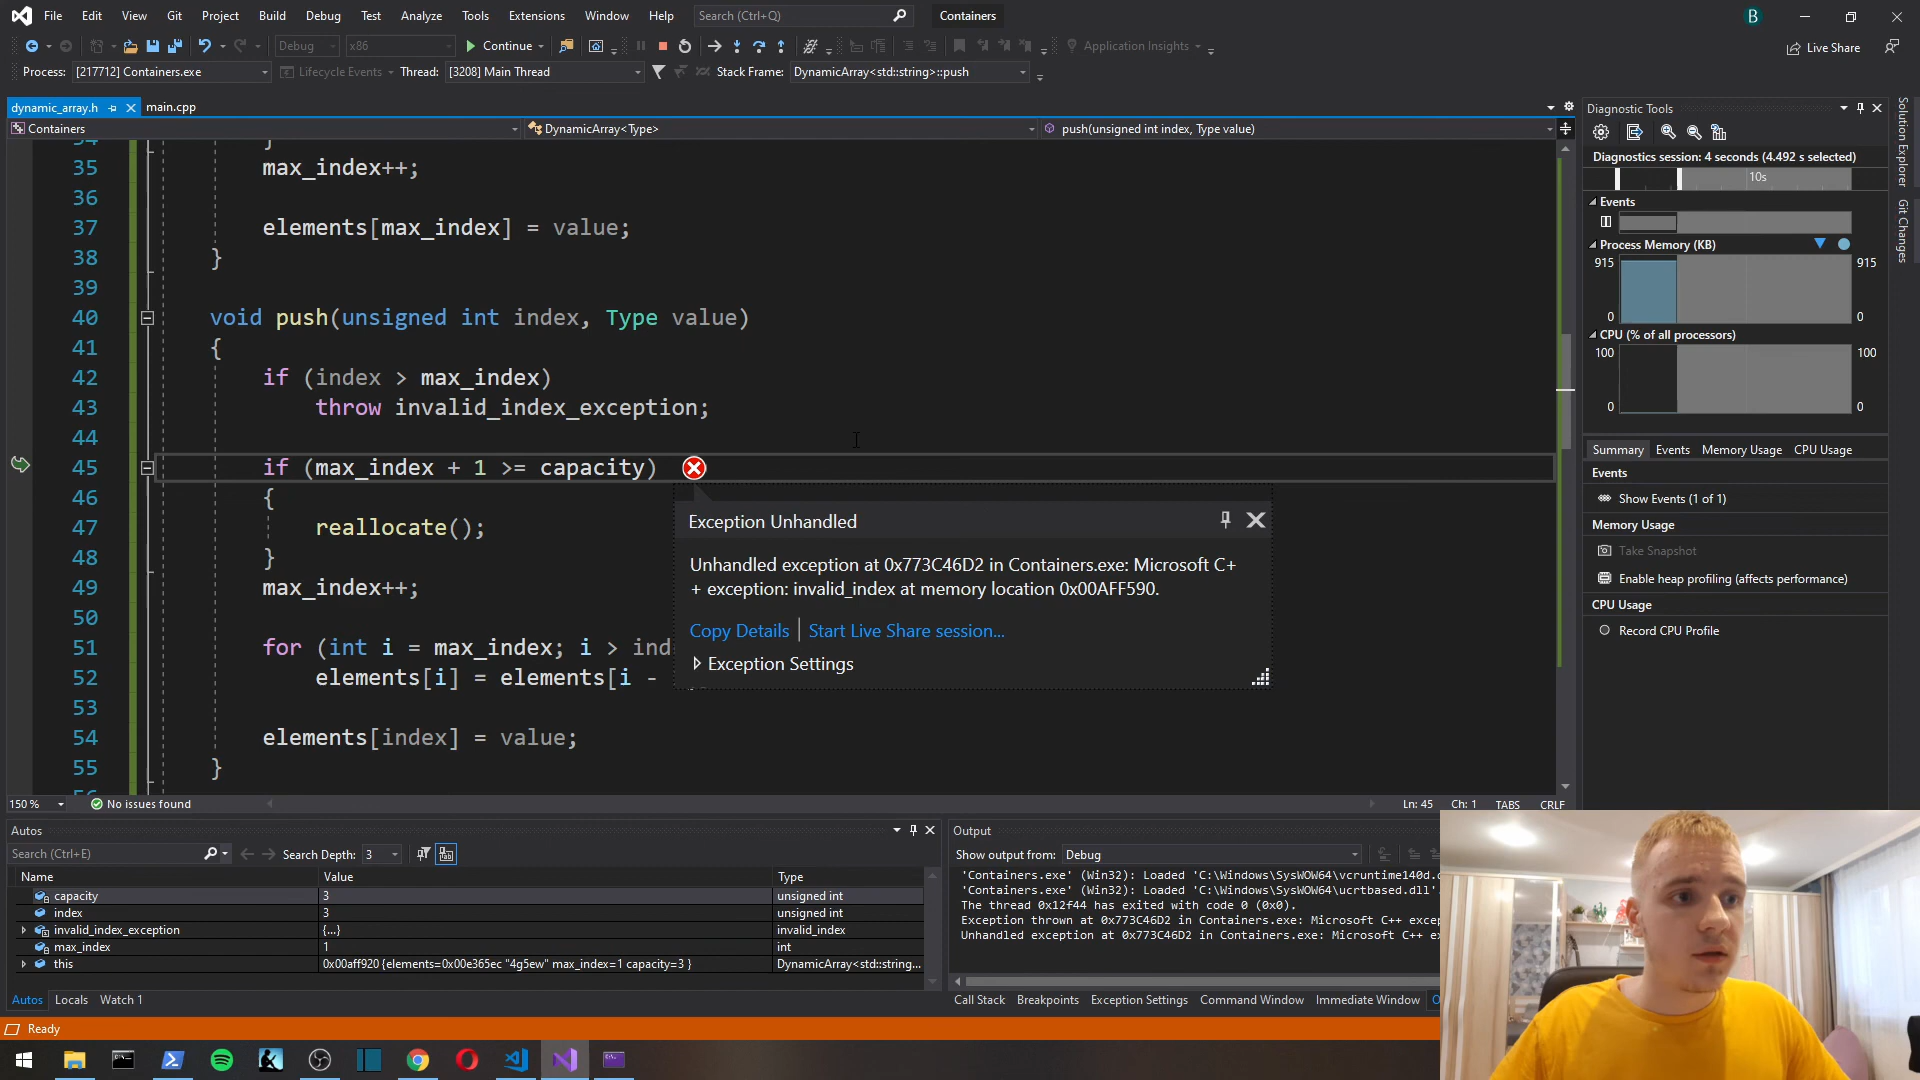 File Edit View Git Project Build Debug Test Analyze Tools Extensions Window Help Search (Ctrl+Q) Containers B
Debug x86 Continue Application Insights Live Share
Process: [217712] Containers.exe Lifecycle Events Thread: [3208] Main Thread Stack Frame: DynamicArray<std::string>::push
dynamic_array.h main.cpp
Containers DynamicArray<Type> push(unsigned int index, Type value)
34 }
35 max_index++;
36
37 elements[max_index] = value;
38 }
39
40 void push(unsigned int index, Type value)
41 {
42 if (index > max_index)
43 throw invalid_index_exception;
44
45 if (max_index + 1 >= capacity)
46 {
47 reallocate();
48 }
49 max_index++;
50
51 for (int i = max_index; i > ind
52 elements[i] = elements[i -
53
54 elements[index] = value;
55 }
Exception Unhandled
Unhandled exception at 0x773C46D2 in Containers.exe: Microsoft C+
+ exception: invalid_index at memory location 0x00AFF590.
Copy Details | Start Live Share session...
Exception Settings
150 % No issues found Ln: 45 Ch: 1 TABS CRLF
Diagnostic Tools
Diagnostics session: 4 seconds (4.492 s selected)
10s
Events
Process Memory (KB)
915 915
0 0
CPU (% of all processors)
100 100
0 0
Summary Events Memory Usage CPU Usage
Events
Show Events (1 of 1)
Memory Usage
Take Snapshot
Enable heap profiling (affects performance)
CPU Usage
Record CPU Profile
Solution Explorer
Git Changes
Autos
Search (Ctrl+E) Search Depth: 3
Name Value Type
capacity 3 unsigned int
index 3 unsigned int
invalid_index_exception {...} invalid_index
max_index 1 int
this 0x00aff920 {elements=0x00e365ec "4g5ew" max_index=1 capacity=3 } DynamicArray<std::string...
Autos Locals Watch 1
Output
Show output from: Debug
'Containers.exe' (Win32): Loaded 'C:\Windows\SysWOW64\vcruntime140d.d
'Containers.exe' (Win32): Loaded 'C:\Windows\SysWOW64\ucrtbased.dll'.
The thread 0x12f44 has exited with code 0 (0x0).
Exception thrown at 0x773C46D2 in Containers.exe: Microsoft C++ excep
Unhandled exception at 0x773C46D2 in Containers.exe: Microsoft C++ ex
Call Stack Breakpoints Exception Settings Command Window Immediate Window O
Ready